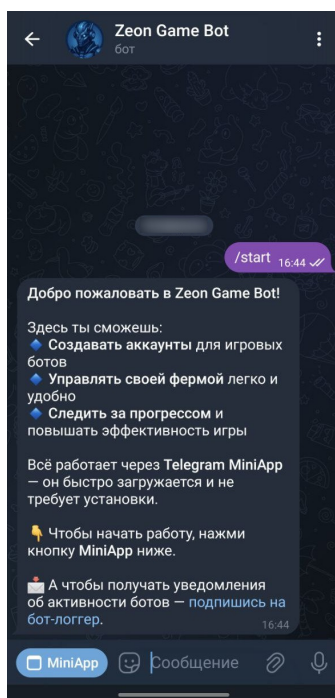 Zeon Game Bot
бот
/start 16:44
Добро пожаловать в Zeon Game Bot!
Здесь ты сможешь:
🔹 Создавать аккаунты для игровых
ботов
🔹 Управлять своей фермой легко и
удобно
🔹 Следить за прогрессом и
повышать эффективность игры
Всё работает через Telegram MiniApp
— он быстро загружается и не
требует установки.
👇 Чтобы начать работу, нажми
кнопку MiniApp ниже.
📩 А чтобы получать уведомления
об активности ботов — подпишись на
бот-логгер.
16:44
MiniApp
Сообщение